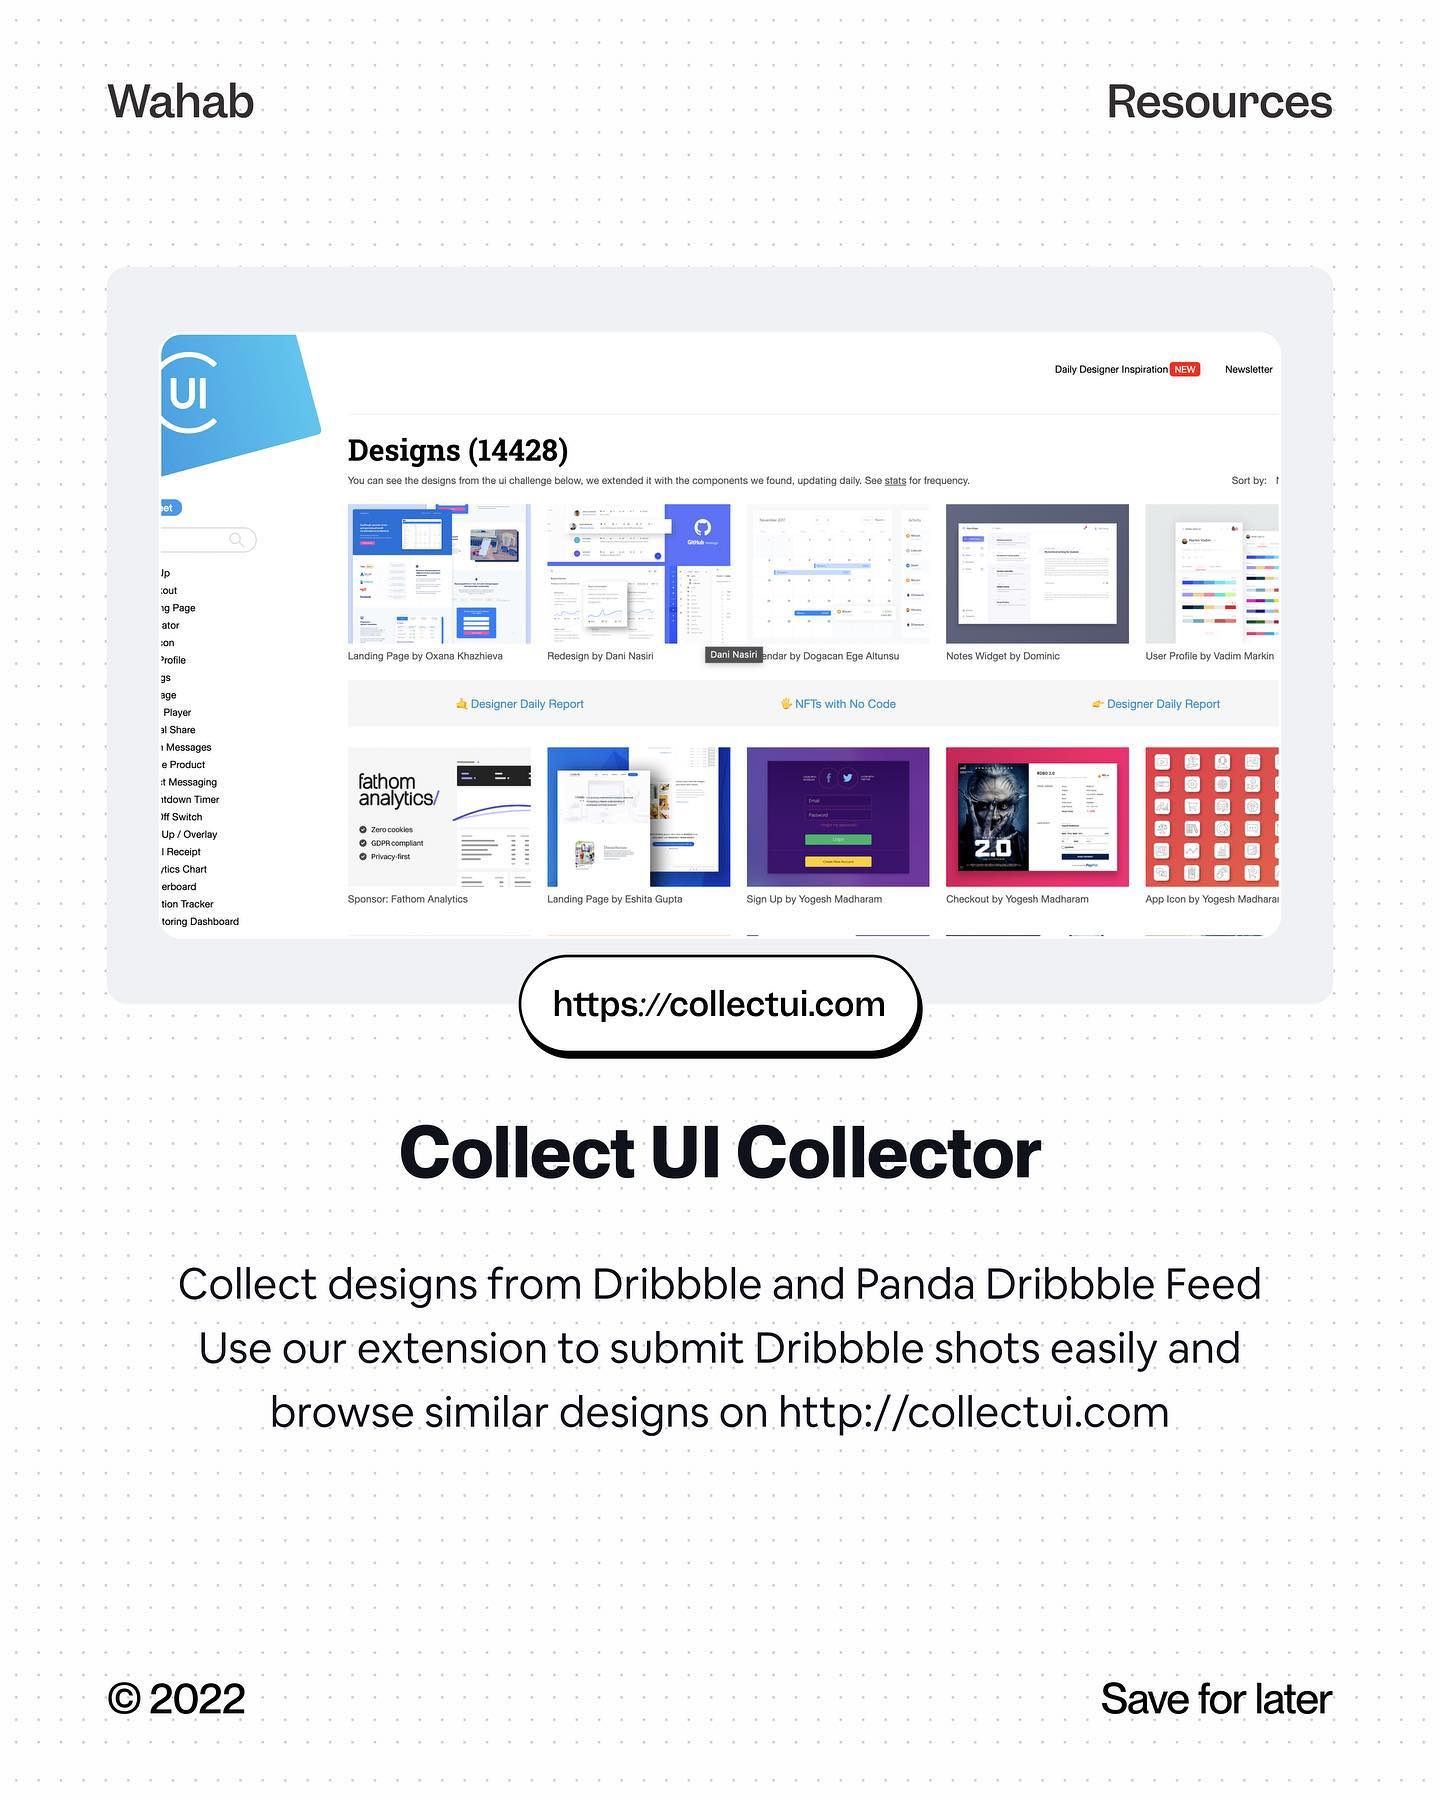 Wahab
Resources
UI
Daily Designer Inspiration NEW
Newsletter
Designs (14428)
You can see the designs from the ui challenge below, we extended it with the components we found, updating daily. See stats for frequency.
Sort by:
eet
Up
kout
ng Page
ator
con
Profile
gs
age
Player
al Share
Messages
e Product
ct Messaging
ntdown Timer
Off Switch
Up / Overlay
l Receipt
ytics Chart
erboard
tion Tracker
toring Dashboard
GitHub
Landing Page by Oxana Khazhieva
Redesign by Dani Nasiri
Dani Nasiri
endar by Dogacan Ege Altunsu
Notes Widget by Dominic
User Profile by Vadim Markin
🤙 Designer Daily Report
🖐 NFTs with No Code
👉 Designer Daily Report
fathom
analytics/
Zero cookies
GDPR compliant
Privacy-first
Email
Password
2.0
Sponsor: Fathom Analytics
Landing Page by Eshita Gupta
Sign Up by Yogesh Madharam
Checkout by Yogesh Madharam
App Icon by Yogesh Madharam
https://collectui.com
Collect UI Collector
Collect designs from Dribbble and Panda Dribbble Feed
Use our extension to submit Dribbble shots easily and
browse similar designs on http://collectui.com
© 2022
Save for later